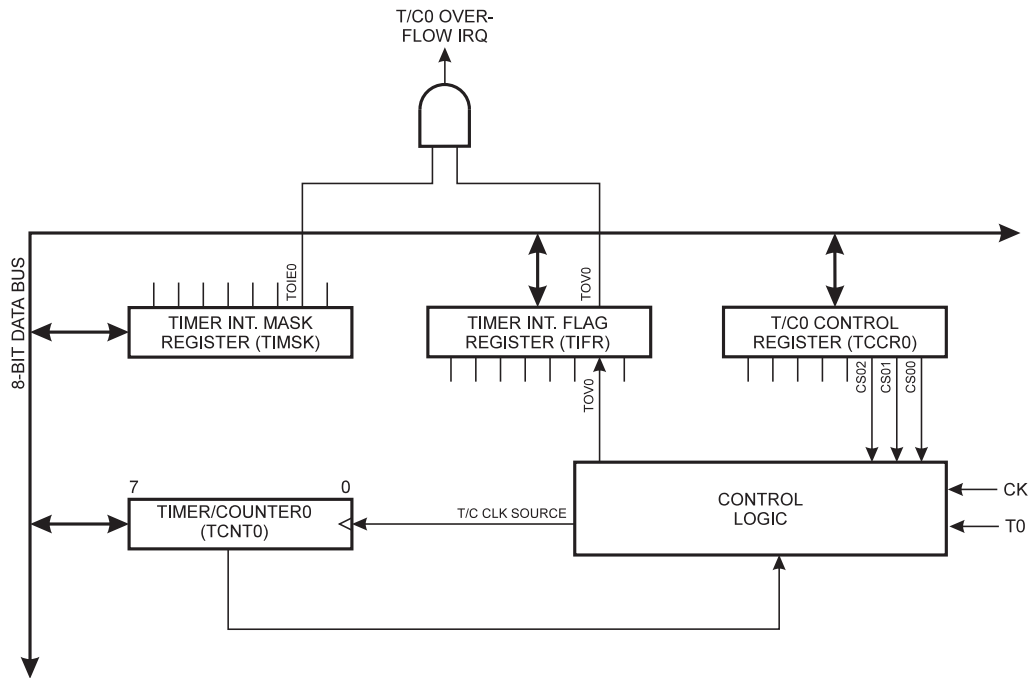 T/C0 OVER-
FLOW IRQ
8-BIT DATA BUS
TOIE0
TOV0
TIMER INT. MASK
REGISTER (TIMSK)
TIMER INT. FLAG
REGISTER (TIFR)
T/C0 CONTROL
REGISTER (TCCR0)
TOV0
CS02
CS01
CS00
7
0
TIMER/COUNTER0
(TCNT0)
T/C CLK SOURCE
CONTROL
LOGIC
CK
T0